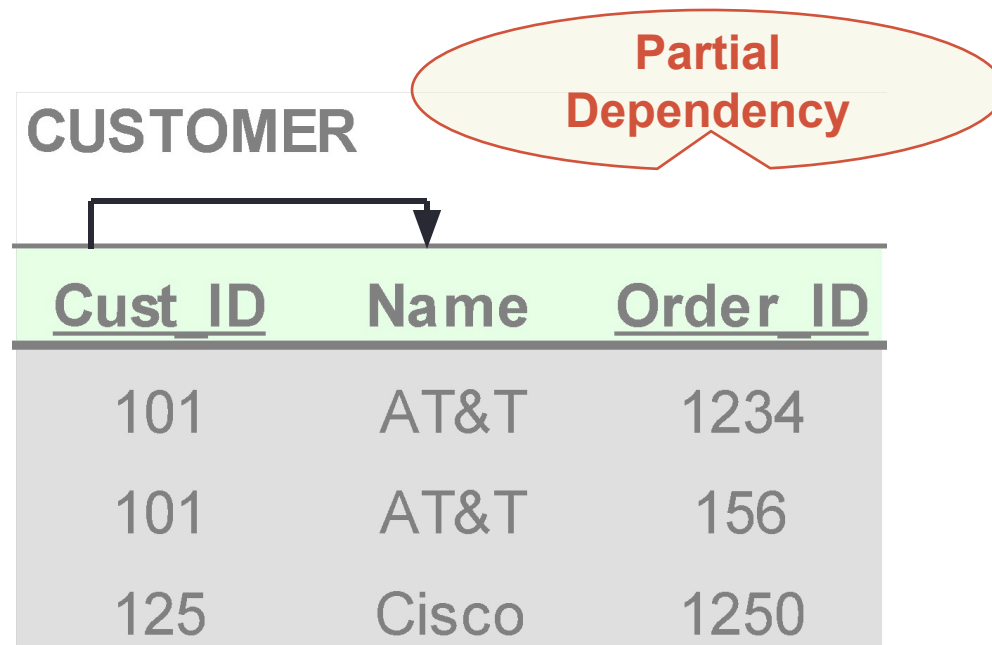 Partial
Dependency
CUSTOMER
Cust_ID Name Order_ID
101 AT&T 1234
101 AT&T 156
125 Cisco 1250